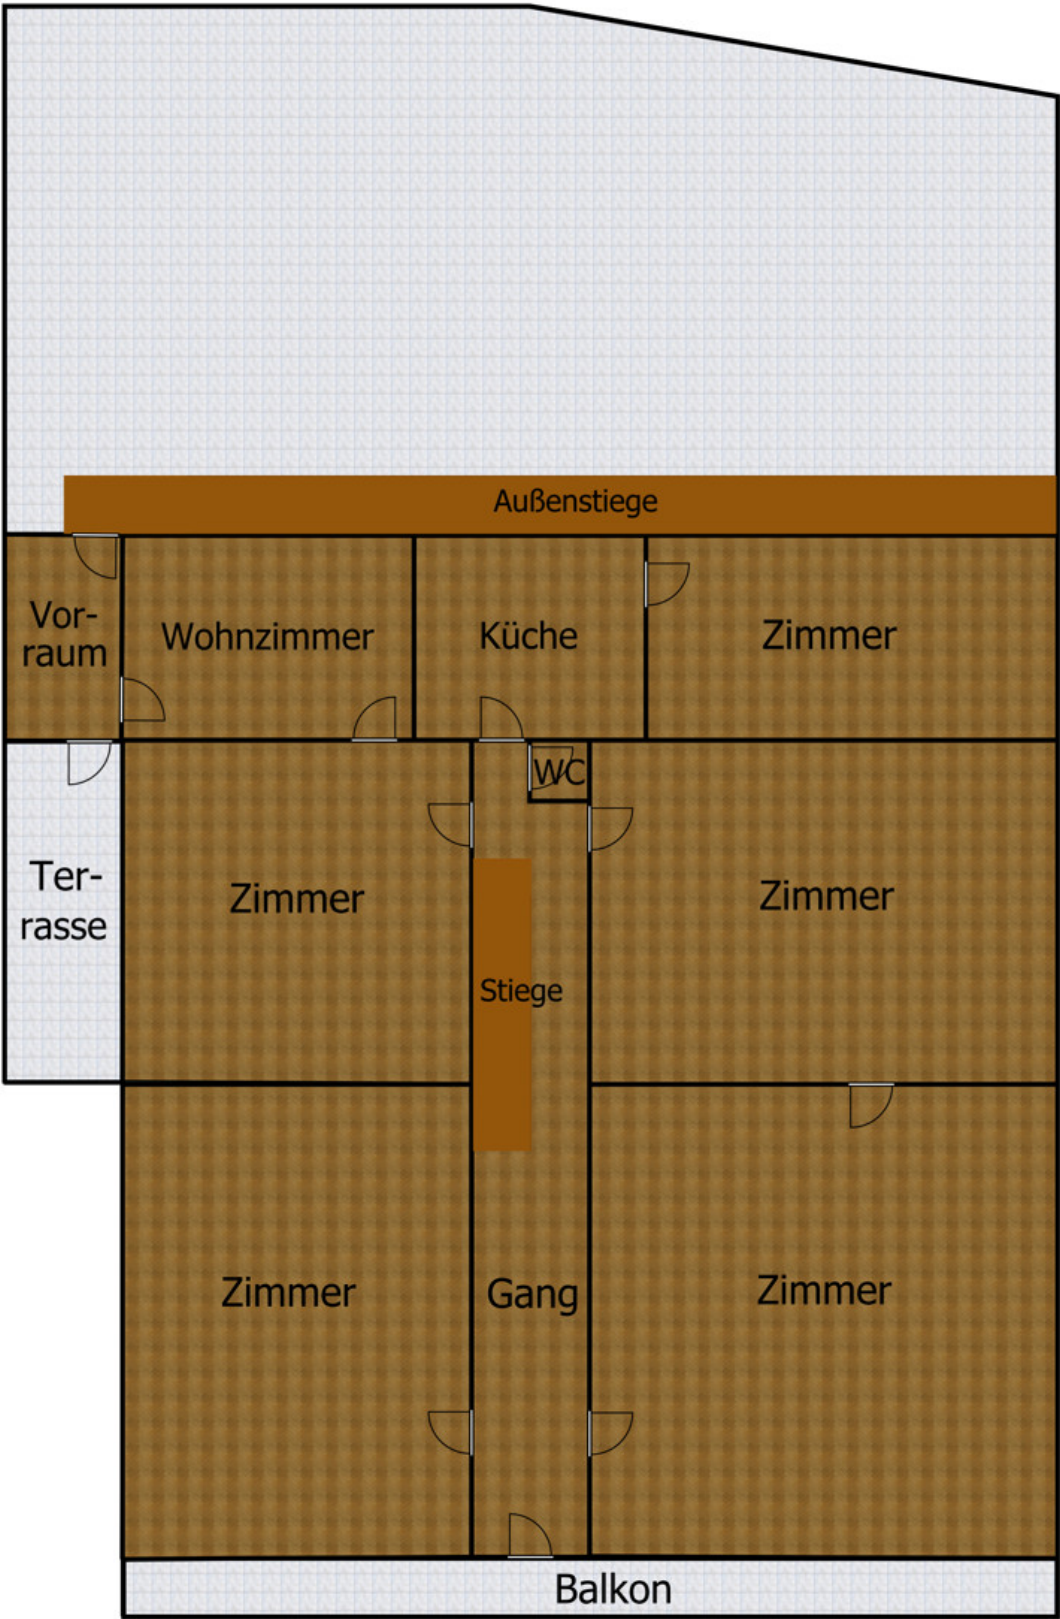 Außenstiege
Vor-
raum
Wohnzimmer
Küche
Zimmer
WC
Ter-
rasse
Zimmer
Zimmer
Stiege
Zimmer
Gang
Zimmer
Balkon